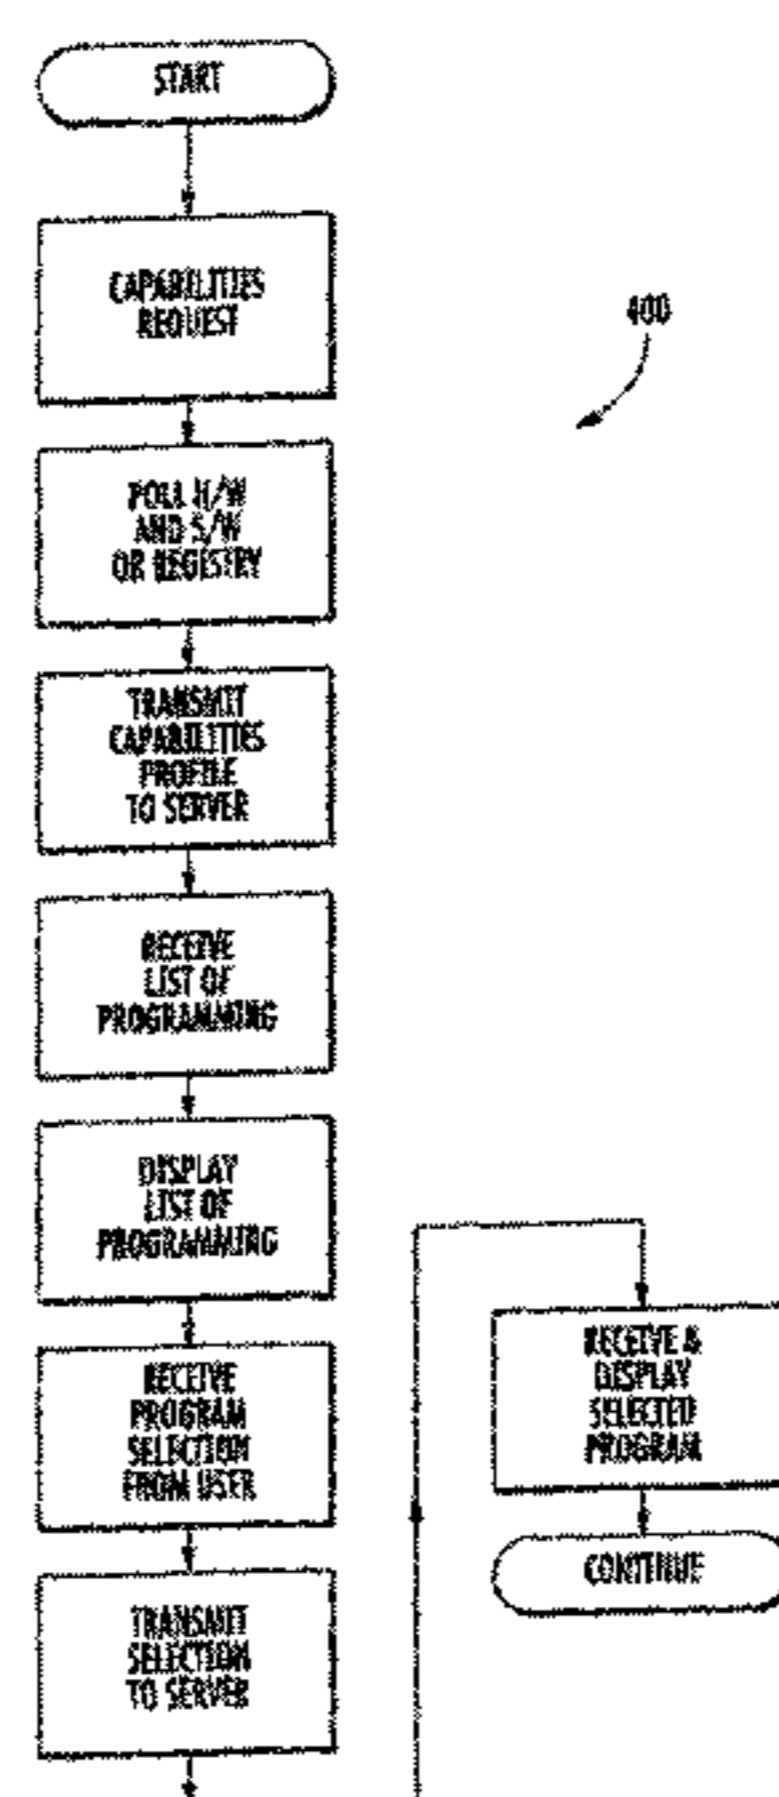 START
CAPABILITIES
REQUEST
400
POLL H/W
AND S/W
OR REGISTRY
TRANSMIT
CAPABILITIES
PROFILE
TO SERVER
RECEIVE
LIST OF
PROGRAMMING
DISPLAY
LIST OF
PROGRAMMING
RECEIVE
PROGRAM
SELECTION
FROM USER
TRANSMIT
SELECTION
TO SERVER
RECEIVE &
DISPLAY
SELECTED
PROGRAM
CONTINUE